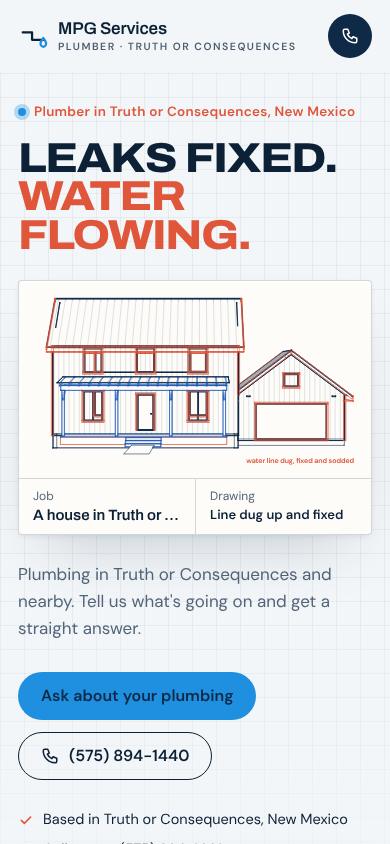 MPG Services
PLUMBER · TRUTH OR CONSEQUENCES
Plumber in Truth or Consequences, New Mexico
LEAKS FIXED.
WATER
FLOWING.
water line dug, fixed and sodded
Job
A house in Truth or ...
Drawing
Line dug up and fixed
Plumbing in Truth or Consequences and
nearby. Tell us what's going on and get a
straight answer.
Ask about your plumbing
(575) 894-1440
Based in Truth or Consequences, New Mexico